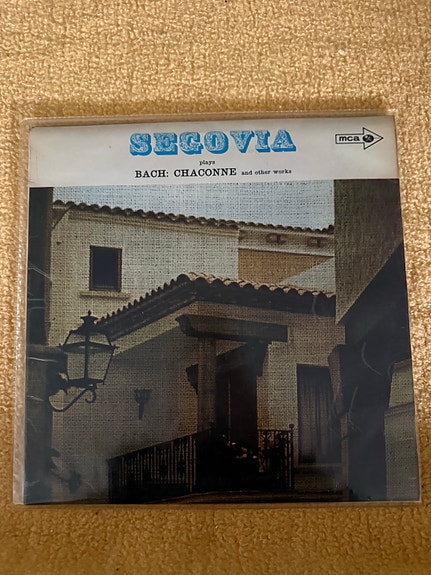 SEGOVIA
mca
plays
BACH: CHACONNE and other works